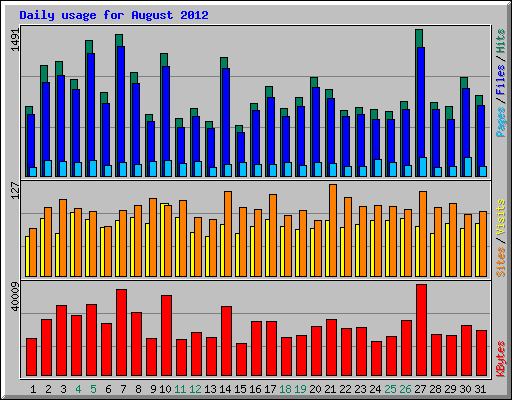 Daily usage for August 2012
1491
Pages / Files / Hits
127
Sites / Visits
40009
KBytes
1 2 3 4 5 6 7 8 9 10 11 12 13 14 15 16 17 18 19 20 21 22 23 24 25 26 27 28 29 30 31